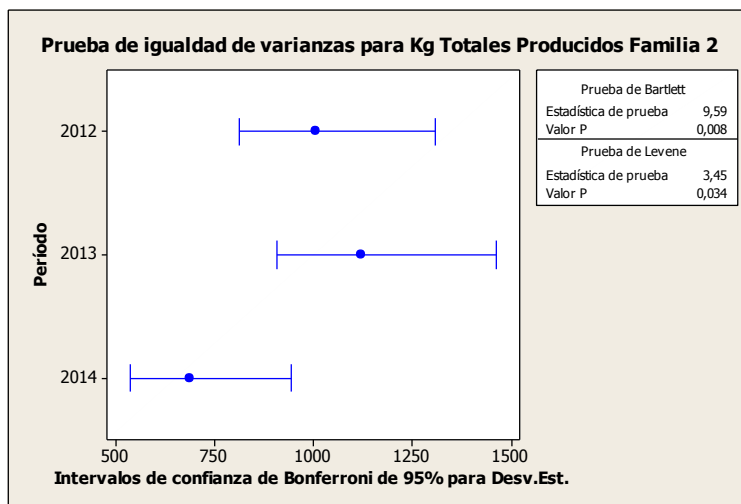 Prueba de igualdad de varianzas para Kg Totales Producidos Familia 2
Prueba de Bartlett
Estadística de prueba 9,59
Valor P 0,008
Prueba de Levene
Estadística de prueba 3,45
Valor P 0,034
Período
2012
2013
2014
500 750 1000 1250 1500
Intervalos de confianza de Bonferroni de 95% para Desv.Est.